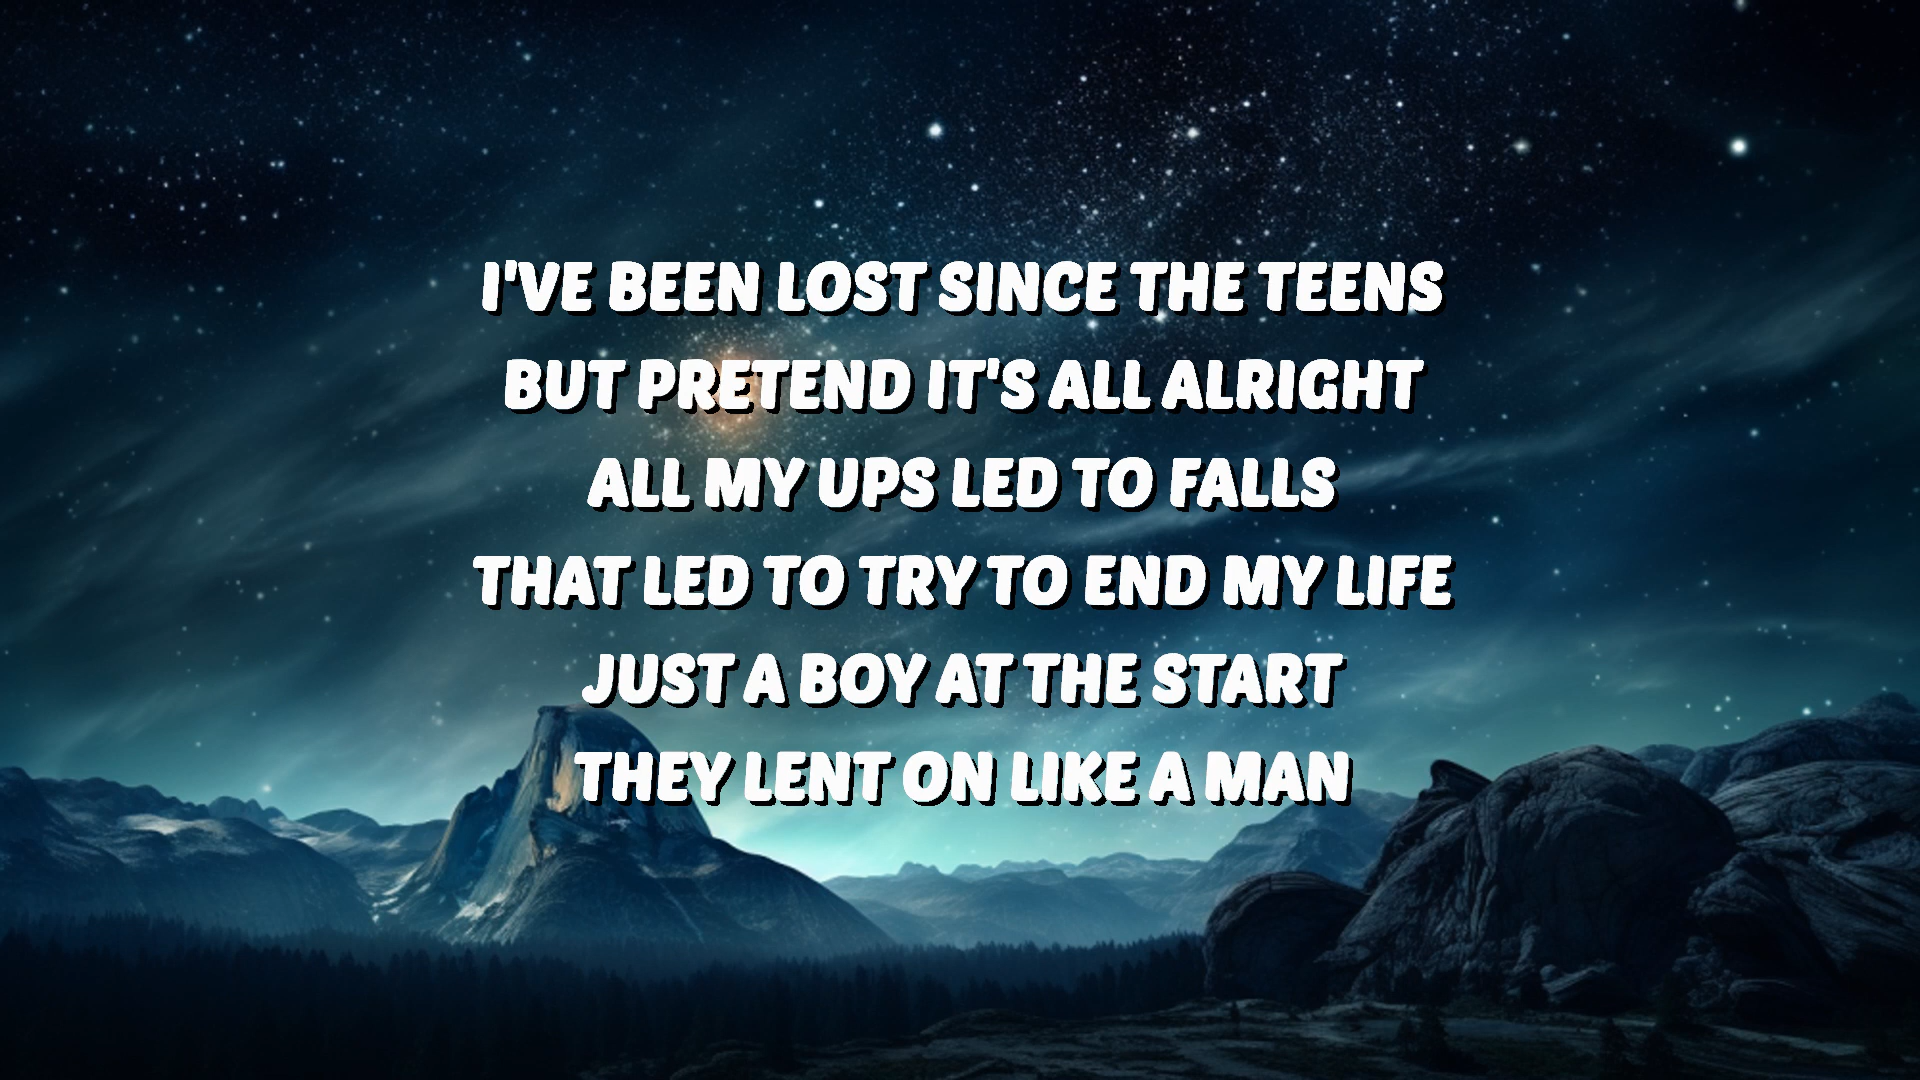 I'VE BEEN LOST SINCE THE TEENS
BUT PRETEND IT'S ALL ALRIGHT
ALL MY UPS LED TO FALLS
THAT LED TO TRY TO END MY LIFE
JUST A BOY AT THE START
THEY LENT ON LIKE A MAN